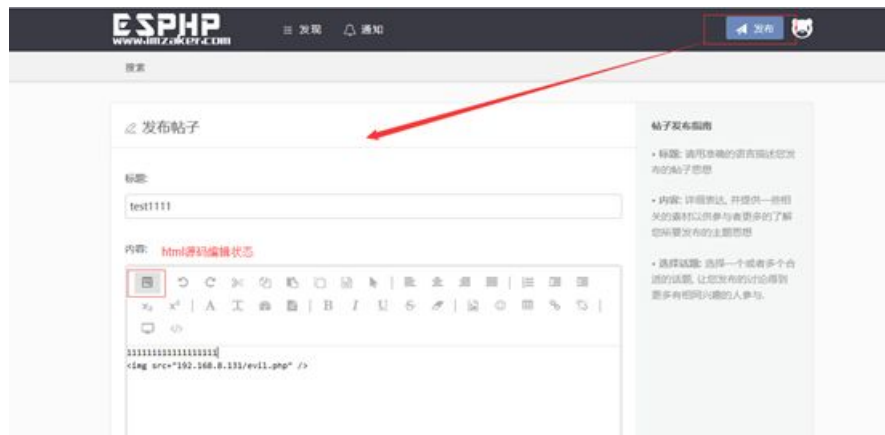 ESPHP
www.imzaker.com
发现 通知
发布
搜索
发布帖子
标题:
test1111
内容: html源码编辑状态
111111111111111111
<img src="192.168.8.131/evil.php" />
帖子发布指南
• 标题: 请用准确的语言描述您发
布的帖子思想
• 内容: 详细表达, 并提供一些相
关的素材以供参与者更多的了解
您所要发布的主题思想
• 选择话题: 选择一个或者多个合
适的话题, 让您发布的讨论得到
更多有相同兴趣的人参与.